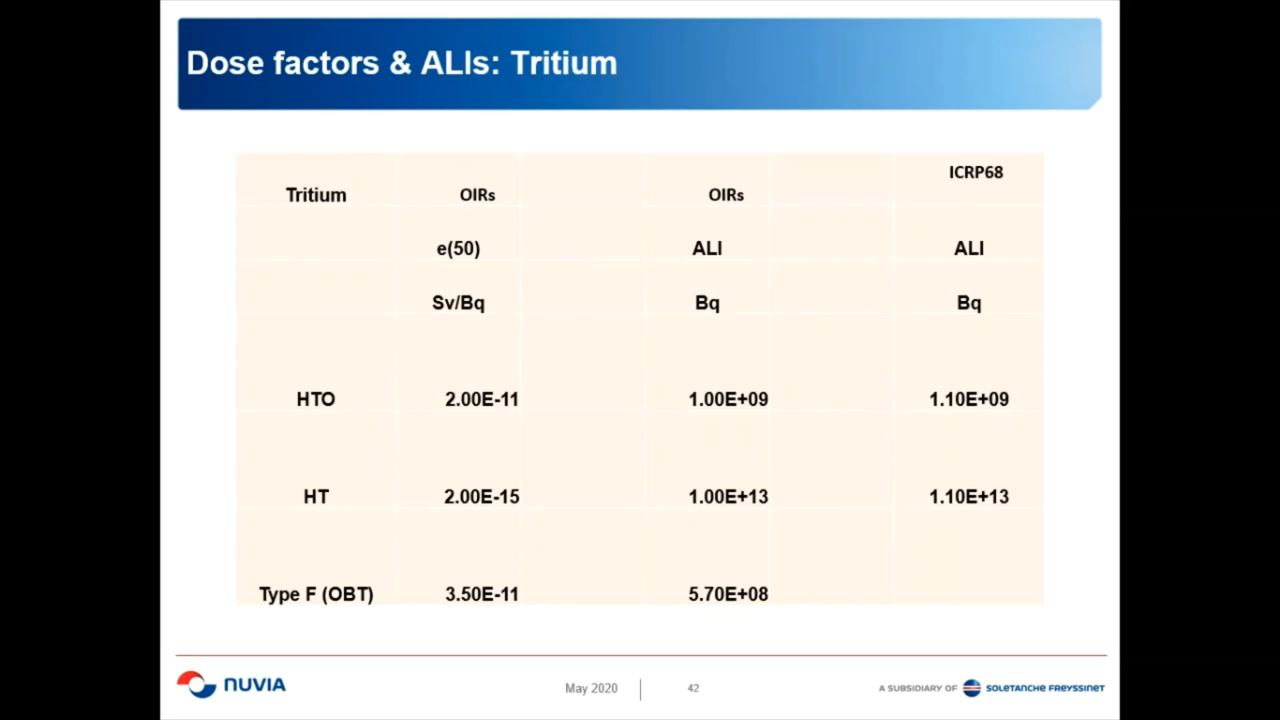 Dose factors & ALIs: Tritium
ICRP68
Tritium OIRs OIRs
e(50) ALI ALI
Sv/Bq Bq Bq
HTO 2.00E-11 1.00E+09 1.10E+09
HT 2.00E-15 1.00E+13 1.10E+13
Type F (OBT) 3.50E-11 5.70E+08
NUVIA May 2020 42 A SUBSIDIARY OF SOLETANCHE FREYSSINET